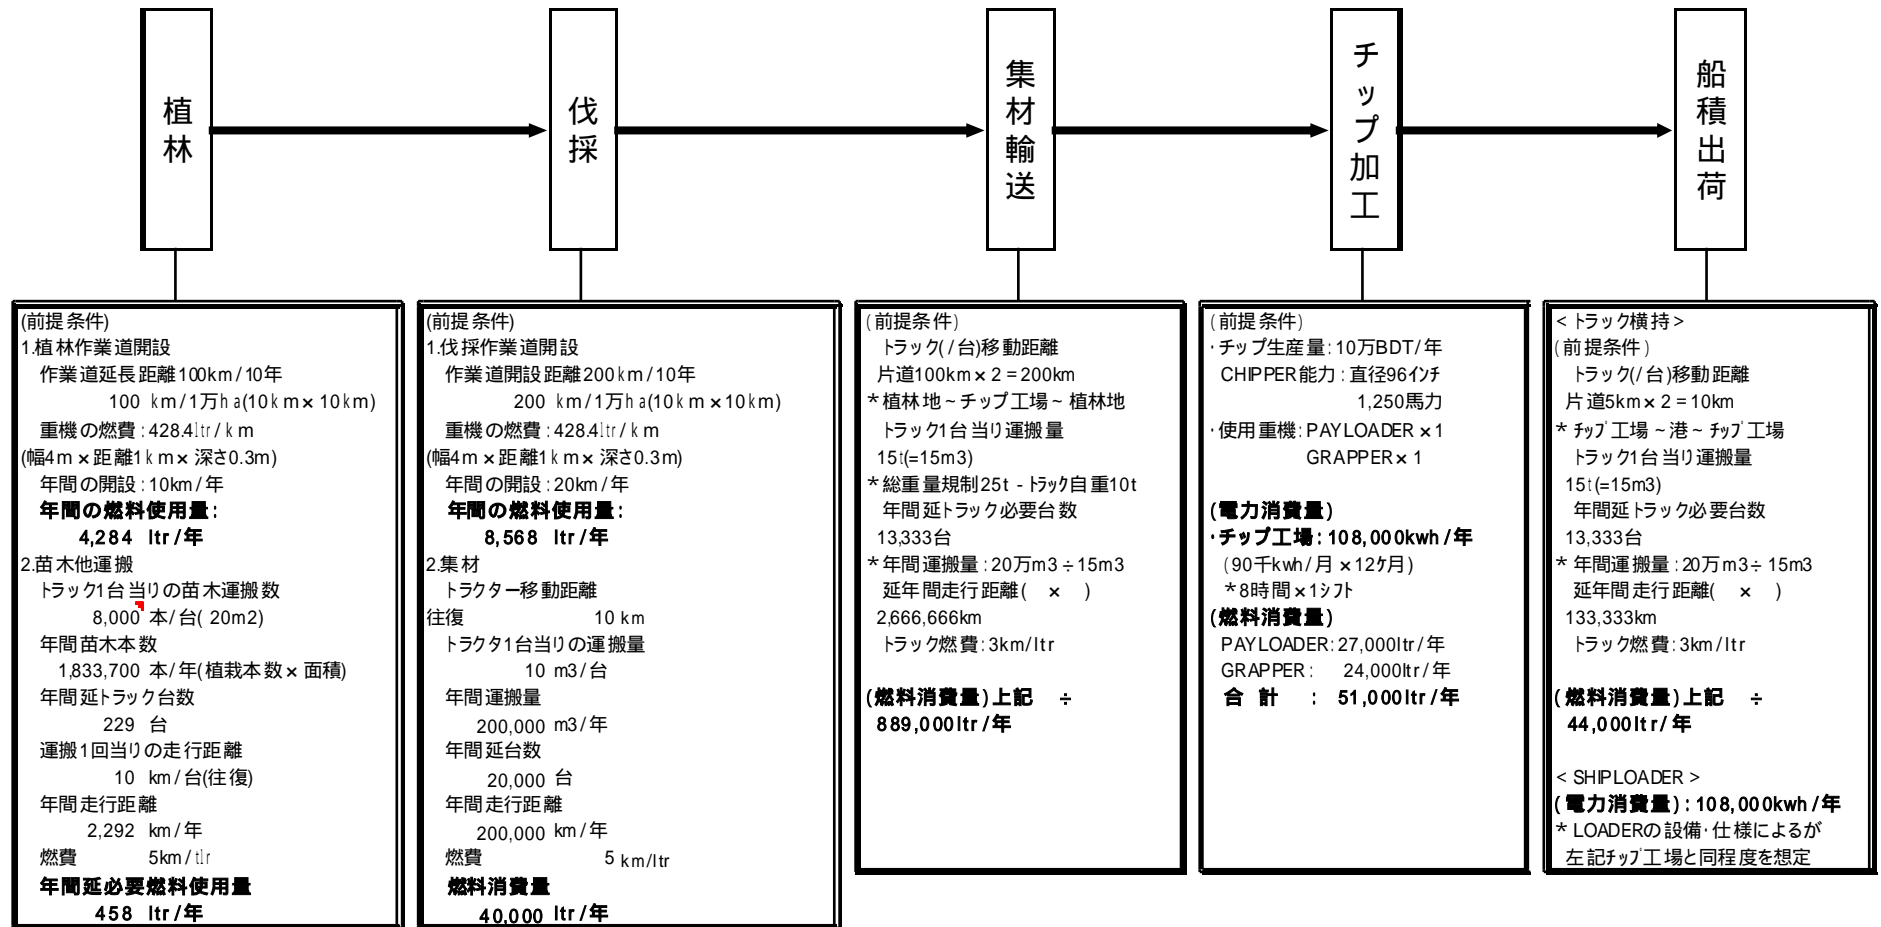 植林
伐採
集材輸送
チップ加工
船積出荷
(前提条件)
1.植林作業道開設
作業道延長距離100km/10年
100 km/1万ha(10km×10km)
重機の燃費:428.4ltr/km
(幅4m×距離1km×深さ0.3m)
年間の開設:10km/年
年間の燃料使用量:
4,284 ltr/年
2.苗木他運搬
トラック1台当りの苗木運搬数
8,000 本/台( 20m2)
年間苗木本数
1,833,700 本/年(植栽本数×面積)
年間延トラック台数
229 台
運搬1回当りの走行距離
10 km/台(往復)
年間走行距離
2,292 km/年
燃費 5km/tlr
年間延必要燃料使用量
458 ltr/年
(前提条件)
1.伐採作業道開設
作業道開設距離200km/10年
200 km/1万ha(10km×10km)
重機の燃費:428.4ltr/km
(幅4m×距離1km×深さ0.3m)
年間の開設:20km/年
年間の燃料使用量:
8,568 ltr/年
2.集材
トラクター移動距離
往復 10 km
トラクタ1台当りの運搬量
10 m3/台
年間運搬量
200,000 m3/年
年間延台数
20,000 台
年間走行距離
200,000 km/年
燃費 5 km/ltr
燃料消費量
40,000 ltr/年
(前提条件)
トラック(/台)移動距離
片道100km×2=200km
*植林地~チップ工場~植林地
トラック1台当り運搬量
15t(=15m3)
*総重量規制25t-トラック自重10t
年間延トラック必要台数
13,333台
*年間運搬量:20万m3÷15m3
延年間走行距離( × )
2,666,666km
トラック燃費:3km/ltr
(燃料消費量)上記 ÷
889,000ltr/年
(前提条件)
・チップ生産量:10万BDT/年
CHIPPER能力:直径96インチ
1,250馬力
・使用重機:PAYLOADER×1
GRAPPER×1
(電力消費量)
・チップ工場:108,000kwh/年
(90千kwh/月×12ケ月)
*8時間×1シフト
(燃料消費量)
PAYLOADER:27,000ltr/年
GRAPPER: 24,000ltr/年
合 計 : 51,000ltr/年
<トラック横持>
(前提条件)
トラック(/台)移動距離
片道5km×2=10km
*チップ工場~港~チップ工場
トラック1台当り運搬量
15t(=15m3)
年間延トラック必要台数
13,333台
*年間運搬量:20万m3÷15m3
延年間走行距離( × )
133,333km
トラック燃費:3km/ltr
(燃料消費量)上記 ÷
44,000ltr/年
<SHIPLOADER>
(電力消費量):108,000kwh/年
*LOADERの設備・仕様によるが
左記チップ工場と同程度を想定